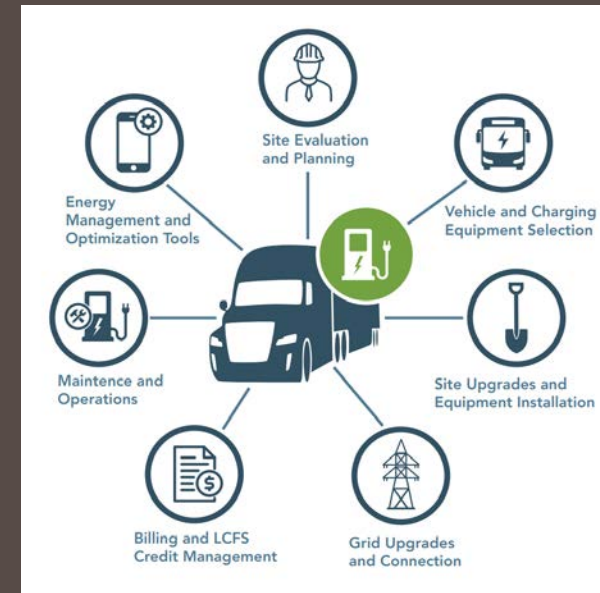 Site Evaluation
and Planning
Energy
Management and
Optimization Tools
Vehicle and Charging
Equipment Selection
Maintence and
Operations
Site Upgrades and
Equipment Installation
$
Billing and LCFS
Credit Management
Grid Upgrades
and Connection